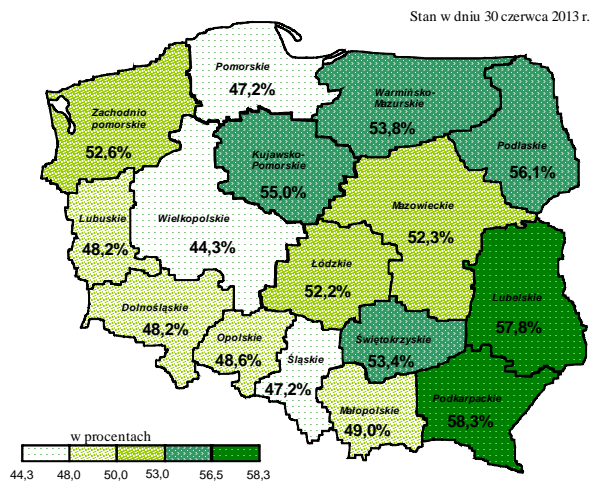 Stan w dniu 30 czerwca 2013 r.
Pomorskie
47,2%
Warmińsko-
Mazurskie
53,8%
Zachodnio
pomorskie
52,6%
Podlaskie
56,1%
Kujawsko-
Pomorskie
55,0%
Mazowieckie
52,3%
Lubuskie
48,2%
Wielkopolskie
44,3%
Łódzkie
52,2%
Lubelskie
57,8%
Dolnośląskie
48,2%
Opolskie
48,6%
Śląskie
47,2%
Świętokrzyskie
53,4%
Małopolskie
49,0%
Podkarpackie
58,3%
w procentach
44,3 48,0 50,0 53,0 56,5 58,3